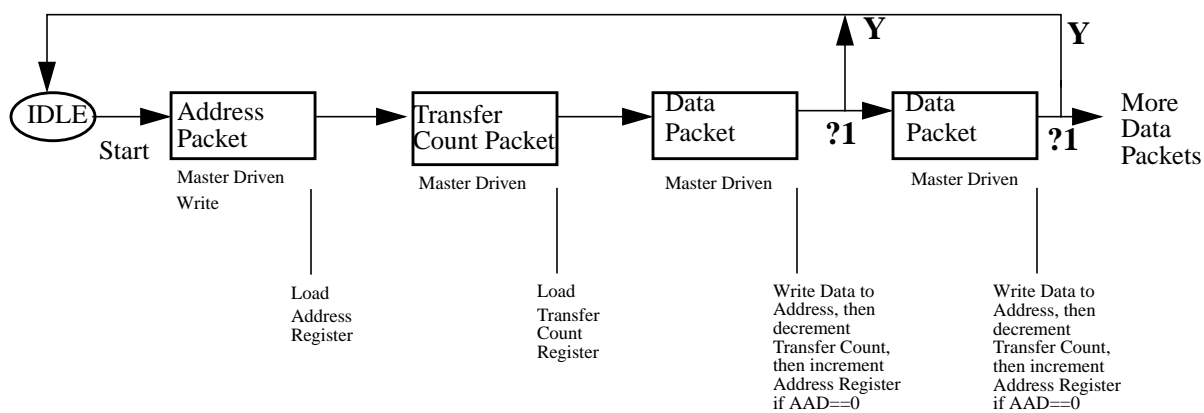 Y
Y
IDLE
Start
Address
Packet
Master Driven
Write
Transfer
Count Packet
Master Driven
Data
Packet
Master Driven
?1
Data
Packet
Master Driven
?1
More
Data
Packets
Load
Address
Register
Load
Transfer
Count
Register
Write Data to
Address, then
decrement
Transfer Count,
then increment
Address Register
if AAD==0
Write Data to
Address, then
decrement
Transfer Count,
then increment
Address Register
if AAD==0